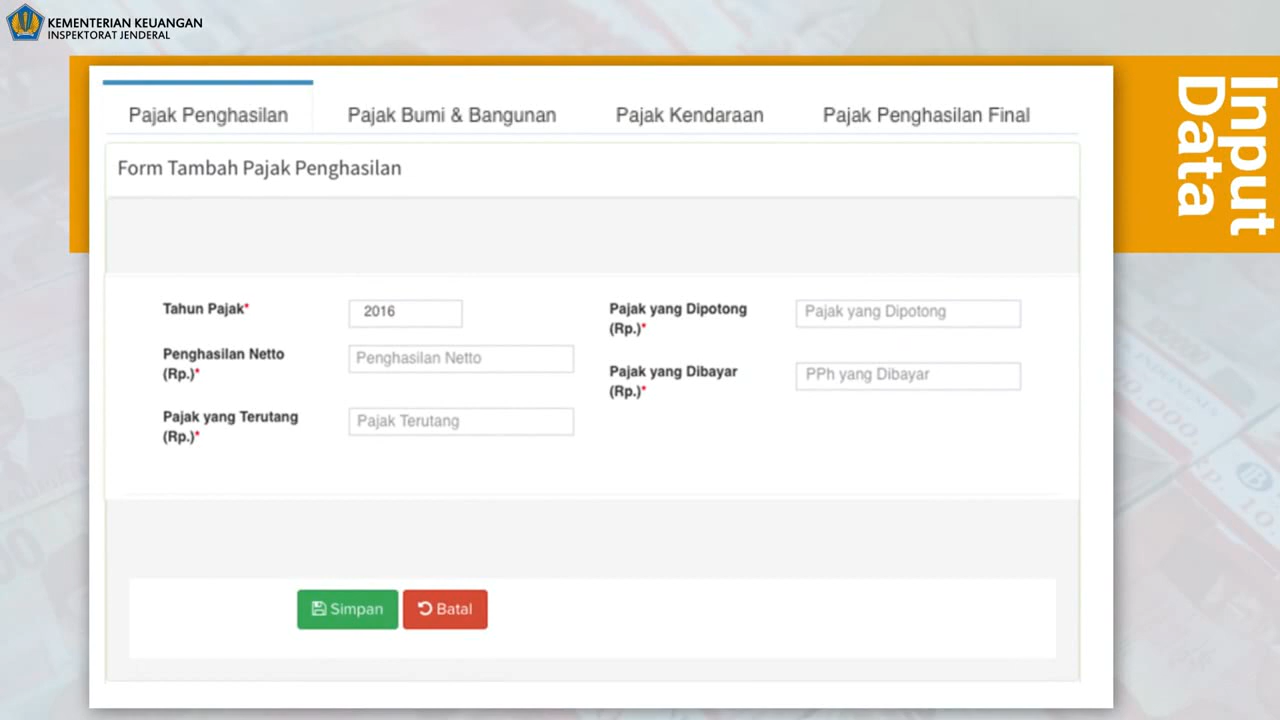 KEMENTERIAN KEUANGAN
INSPEKTORAT JENDERAL
Input
Data
Pajak Penghasilan
Pajak Bumi & Bangunan
Pajak Kendaraan
Pajak Penghasilan Final
Form Tambah Pajak Penghasilan
Tahun Pajak*
2016
Penghasilan Netto
(Rp.)*
Penghasilan Netto
Pajak yang Terutang
(Rp.)*
Pajak Terutang
Pajak yang Dipotong
(Rp.)*
Pajak yang Dipotong
Pajak yang Dibayar
(Rp.)*
PPh yang Dibayar
Simpan
Batal